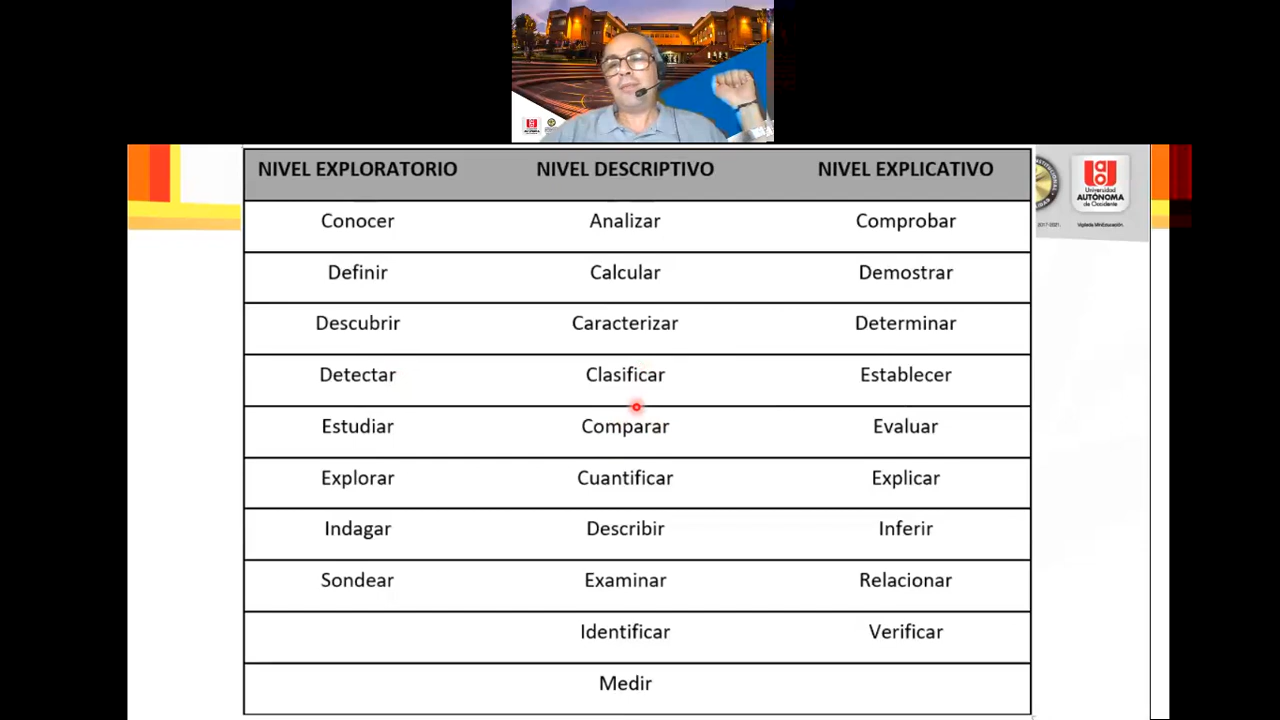 NIVEL EXPLORATORIO NIVEL DESCRIPTIVO NIVEL EXPLICATIVO
Conocer Analizar Comprobar
Definir Calcular Demostrar
Descubrir Caracterizar Determinar
Detectar Clasificar Establecer
Estudiar Comparar Evaluar
Explorar Cuantificar Explicar
Indagar Describir Inferir
Sondear Examinar Relacionar
Identificar Verificar
Medir
Universidad
AUTÓNOMA
de Occidente